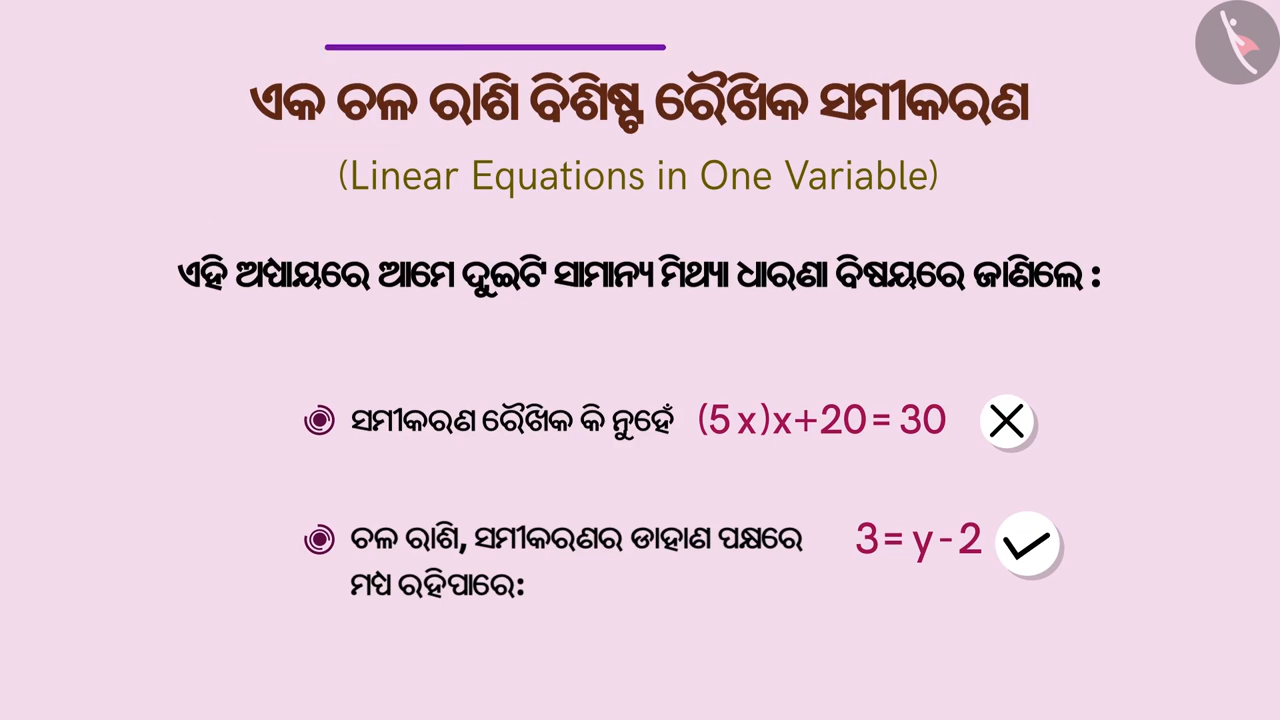 ଏକ ଚଳ ରାଶି ବିଶିଷ୍ଟ ରୈଖିକ ସମୀକରଣ
(Linear Equations in One Variable)
ଏହି ଅଧ୍ୟାୟରେ ଆମେ ଦୁଇଟି ସାମାନ୍ୟ ମିଥ୍ୟା ଧାରଣା ବିଷୟରେ ଜାଣିଲେ :
ସମୀକରଣ ରୈଖିକ କି ନୁହେଁ (5x)x+20=30
ଚଳ ରାଶି, ସମୀକରଣର ଡାହାଣ ପକ୍ଷରେ 3=y-2
ମଧ୍ୟ ରହିପାରେ: